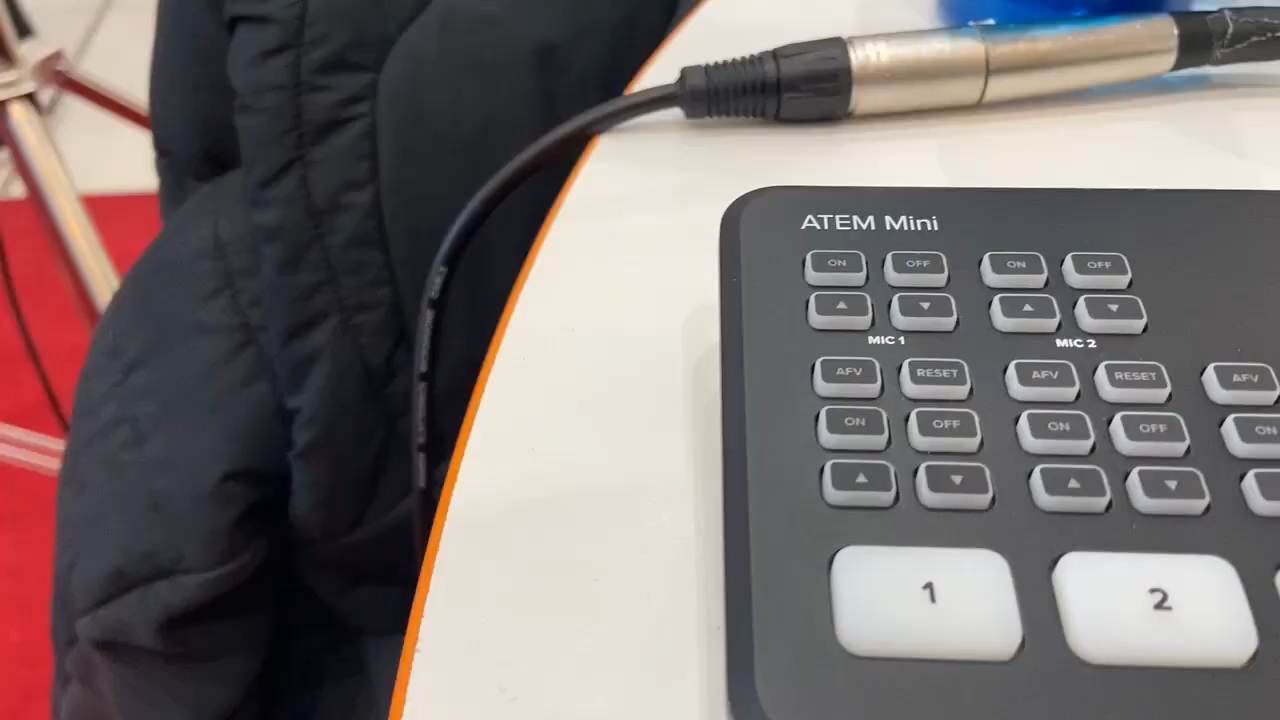 ATEM Mini
ON OFF ON OFF
MIC 1 MIC 2
AFV RESET AFV RESET AFV
ON OFF ON OFF ON
1 2